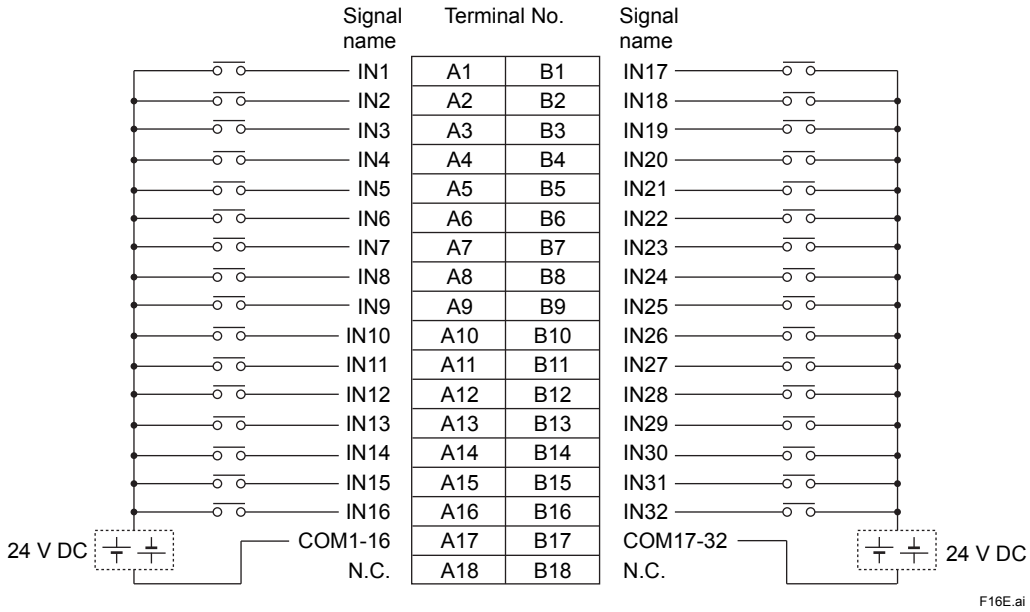 Signal Terminal No. Signal
name name
IN1 A1 B1 IN17
IN2 A2 B2 IN18
IN3 A3 B3 IN19
IN4 A4 B4 IN20
IN5 A5 B5 IN21
IN6 A6 B6 IN22
IN7 A7 B7 IN23
IN8 A8 B8 IN24
IN9 A9 B9 IN25
IN10 A10 B10 IN26
IN11 A11 B11 IN27
IN12 A12 B12 IN28
IN13 A13 B13 IN29
IN14 A14 B14 IN30
IN15 A15 B15 IN31
IN16 A16 B16 IN32
24 V DC COM1-16 A17 B17 COM17-32 24 V DC
N.C. A18 B18 N.C.
F16E.ai